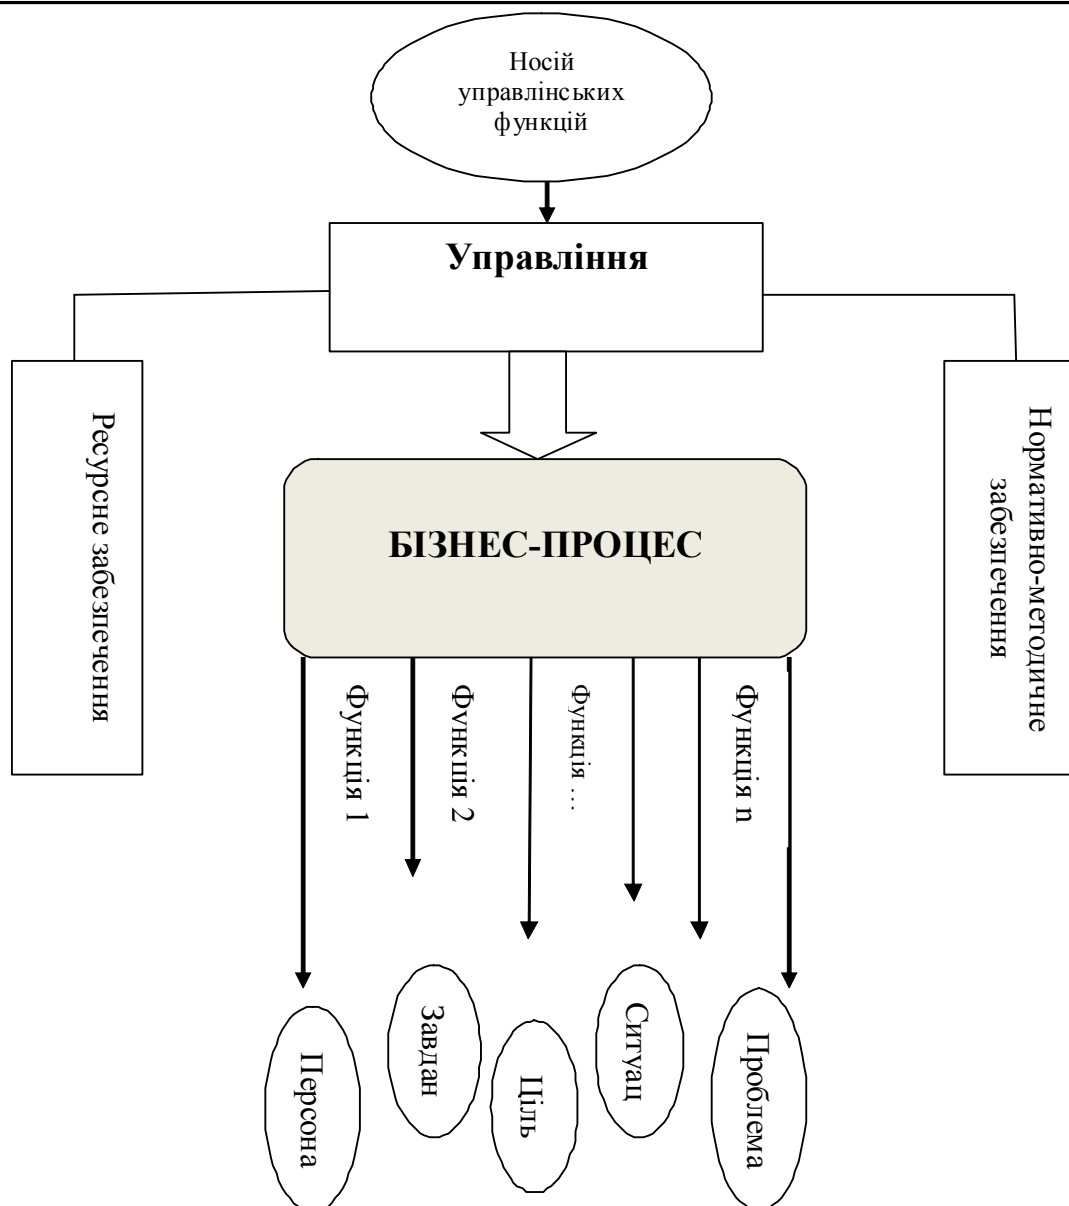 Носій
управлінських
функцій
Управління
Ресурсне забезпечення
Нормативно-методичне
забезпечення
БІЗНЕС-ПРОЦЕС
Функція 1
Функція 2
Функція ...
Функція n
Персона
Завдан
Ціль
Ситуац
Проблема